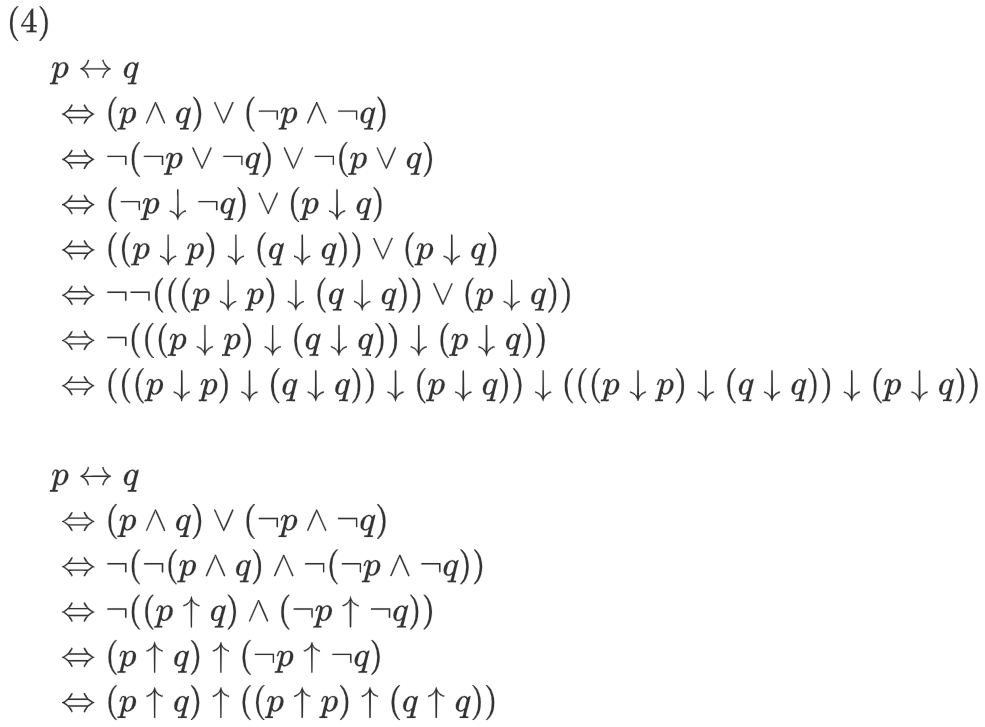 (4)
p ↔ q
⇔ (p ∧ q) ∨ (¬p ∧ ¬q)
⇔ ¬(¬p ∨ ¬q) ∨ ¬(p ∨ q)
⇔ (¬p ↓ ¬q) ∨ (p ↓ q)
⇔ ((p ↓ p) ↓ (q ↓ q)) ∨ (p ↓ q)
⇔ ¬¬(((p ↓ p) ↓ (q ↓ q)) ∨ (p ↓ q))
⇔ ¬(((p ↓ p) ↓ (q ↓ q)) ↓ (p ↓ q))
⇔ (((p ↓ p) ↓ (q ↓ q)) ↓ (p ↓ q)) ↓ (((p ↓ p) ↓ (q ↓ q)) ↓ (p ↓ q))
p ↔ q
⇔ (p ∧ q) ∨ (¬p ∧ ¬q)
⇔ ¬(¬(p ∧ q) ∧ ¬(¬p ∧ ¬q))
⇔ ¬((p ↑ q) ∧ (¬p ↑ ¬q))
⇔ (p ↑ q) ↑ (¬p ↑ ¬q)
⇔ (p ↑ q) ↑ ((p ↑ p) ↑ (q ↑ q))